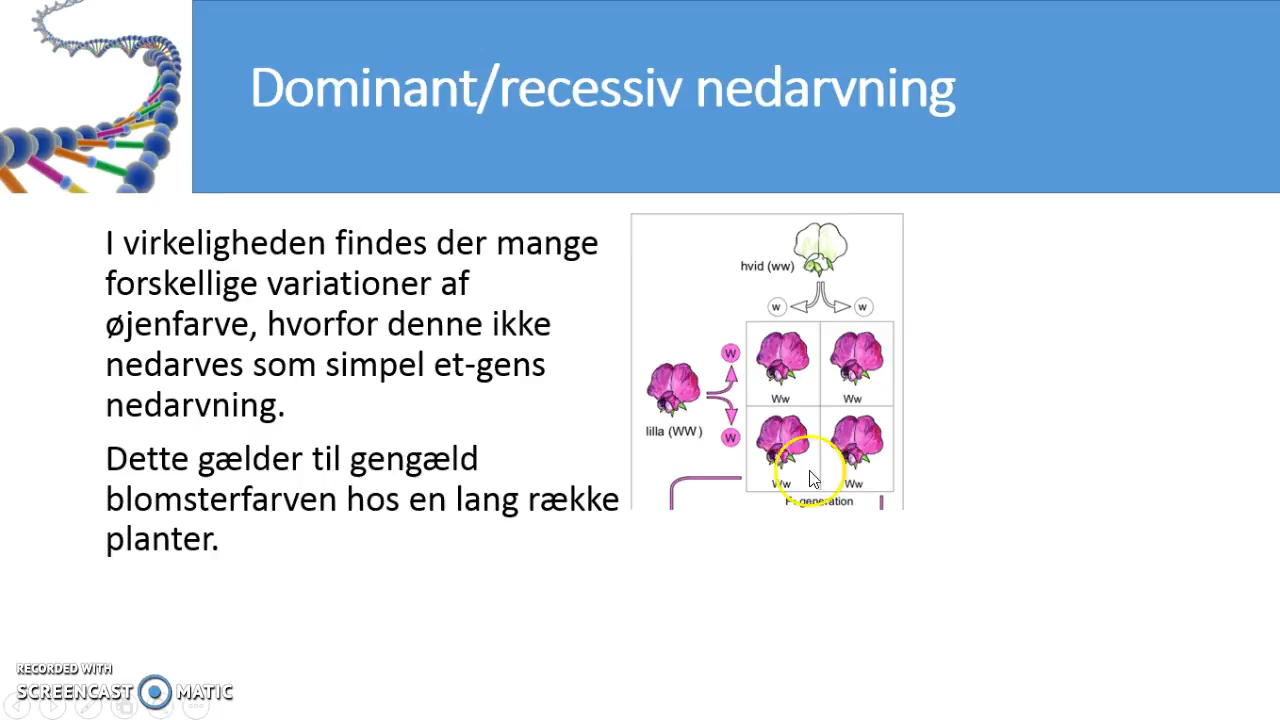 Dominant/recessiv nedarvning
I virkeligheden findes der mange
forskellige variationer af
øjenfarve, hvorfor denne ikke
nedarves som simpel et-gens
nedarvning.
Dette gælder til gengæld
blomsterfarven hos en lang række
planter.
hvid (ww)
w w
W
lilla (WW)
W
Ww Ww
Ww Ww
generation
RECORDED WITH
SCREENCAST MATIC